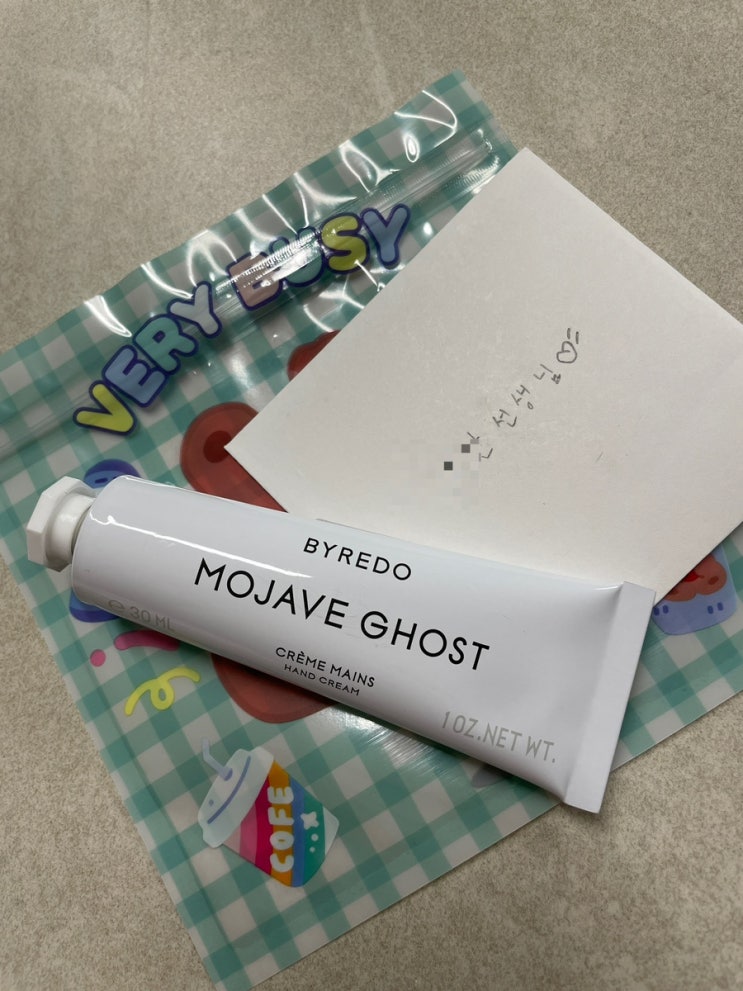 VERY BUSY
선생님♡
BYREDO
MOJAVE GHOST
℮ 30 ML
CRÈME MAINS
HAND CREAM
1 OZ.NET WT.
COFE